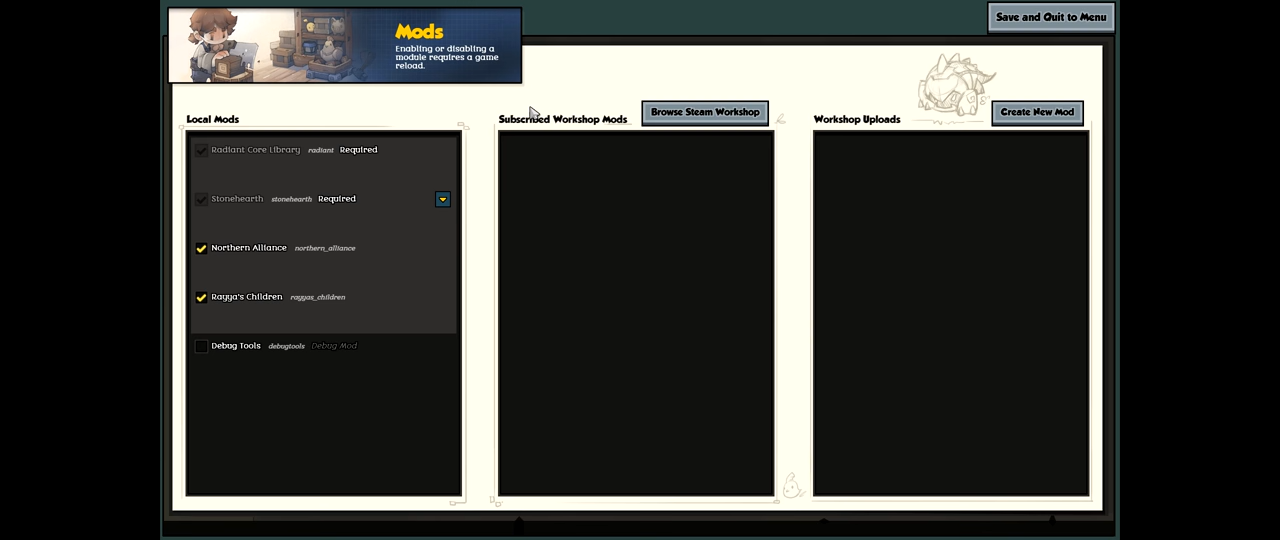 Mods
Enabling or disabling a
module requires a game
reload.
Save and Quit to Menu
Local Mods
Subscribed Workshop Mods
Browse Steam Workshop
Workshop Uploads
Create New Mod
Radiant Core Library radiant Required
Stonehearth stonehearth Required
Northern Alliance northern_alliance
Rayya's Children rayyas_children
Debug Tools debugtools Debug Mod